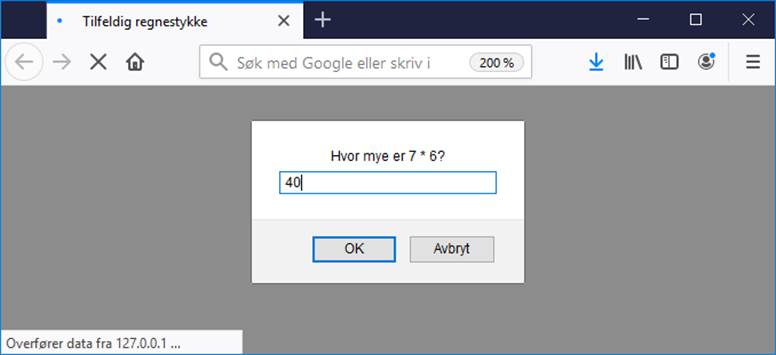 Tilfeldig regnestykke
Søk med Google eller skriv i
200 %
Hvor mye er 7 * 6?
40
OK
Avbryt
Overfører data fra 127.0.0.1 ...